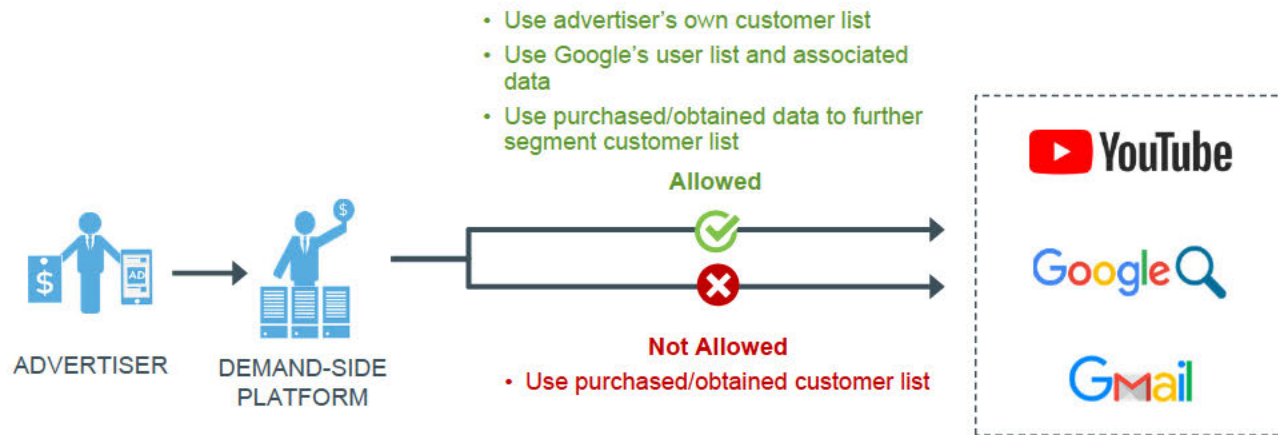 • Use advertiser's own customer list
• Use Google's user list and associated
data
• Use purchased/obtained data to further
segment customer list
Allowed
YouTube
$
$
AD
Google
ADVERTISER
DEMAND-SIDE
PLATFORM
Not Allowed
• Use purchased/obtained customer list
Gmail